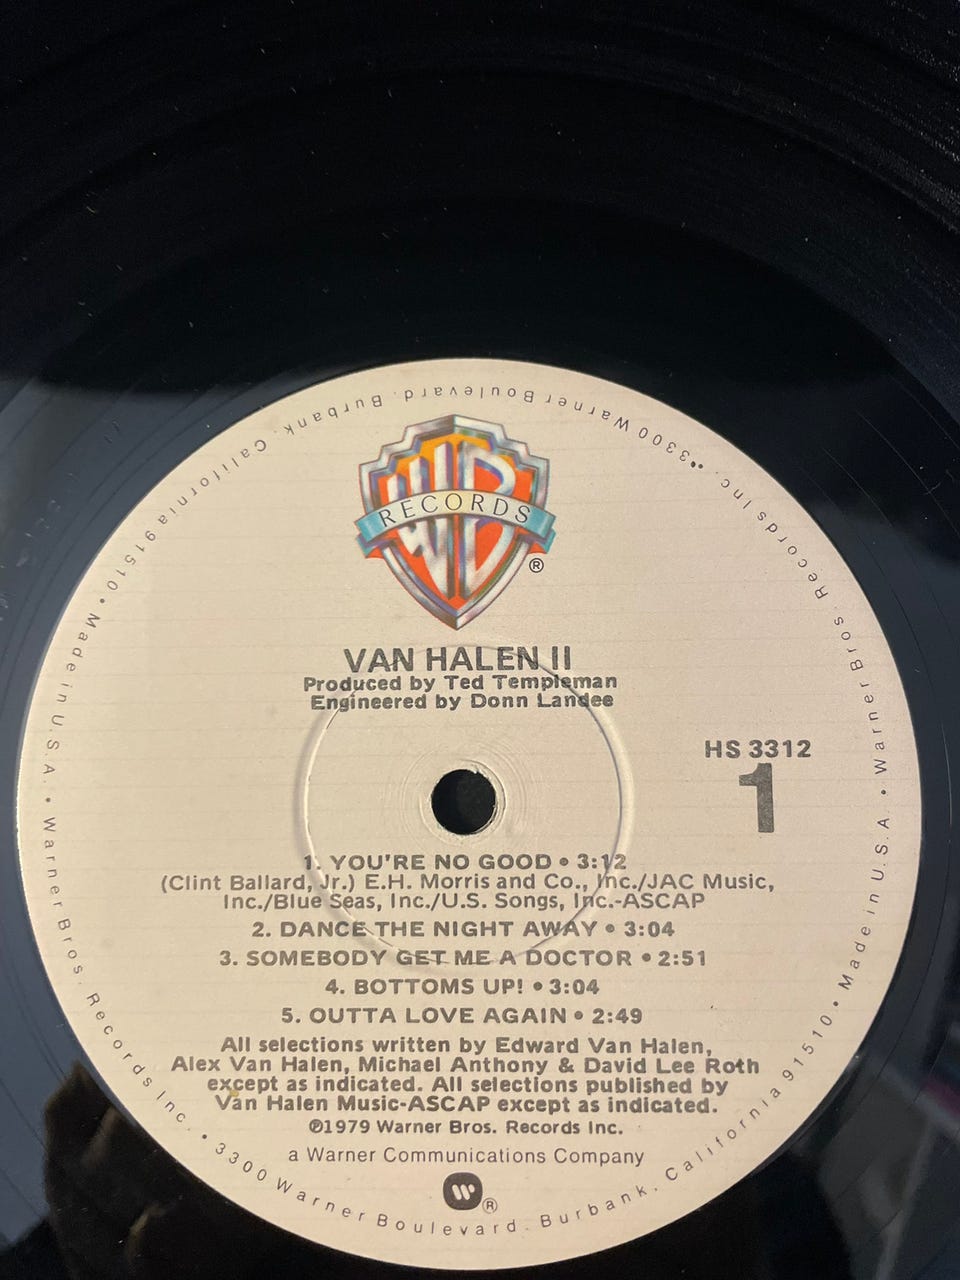 WB
RECORDS
®
VAN HALEN II
Produced by Ted Templeman
Engineered by Donn Landee
HS 3312
1
1. YOU'RE NO GOOD • 3:12
(Clint Ballard, Jr.) E.H. Morris and Co., Inc./JAC Music,
Inc./Blue Seas, Inc./U.S. Songs, Inc.-ASCAP
2. DANCE THE NIGHT AWAY • 3:04
3. SOMEBODY GET ME A DOCTOR • 2:51
4. BOTTOMS UP! • 3:04
5. OUTTA LOVE AGAIN • 2:49
All selections written by Edward Van Halen,
Alex Van Halen, Michael Anthony & David Lee Roth
except as indicated. All selections published by
Van Halen Music-ASCAP except as indicated.
℗1979 Warner Bros. Records Inc.
a Warner Communications Company
W®
Warner Bros. Records Inc. • 3300 Warner Boulevard. Burbank. California 91510 • Made in U.S.A. •
Warner Bros. Records Inc. • 3300 Warner Boulevard. Burbank. California 91510 • Made in U.S.A. •